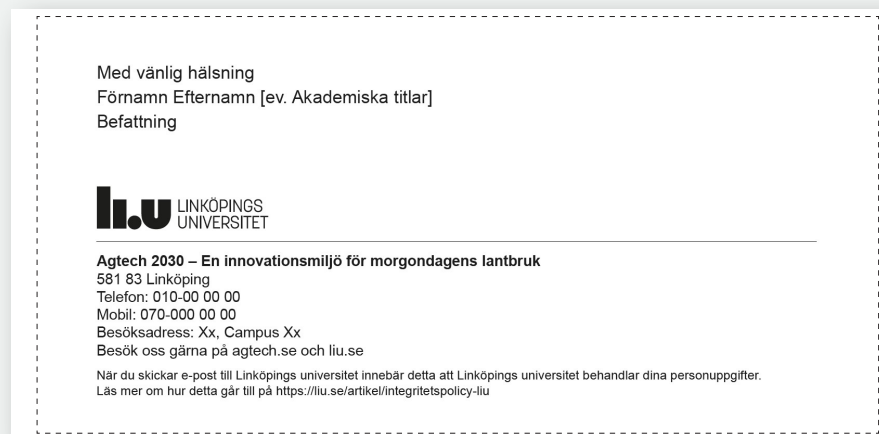 Med vänlig hälsning
Förnamn Efternamn [ev. Akademiska titlar]
Befattning
li.u LINKÖPINGS
UNIVERSITET
Agtech 2030 – En innovationsmiljö för morgondagens lantbruk
581 83 Linköping
Telefon: 010-00 00 00
Mobil: 070-000 00 00
Besöksadress: Xx, Campus Xx
Besök oss gärna på agtech.se och liu.se
När du skickar e-post till Linköpings universitet innebär detta att Linköpings universitet behandlar dina personuppgifter.
Läs mer om hur detta går till på https://liu.se/artikel/integritetspolicy-liu